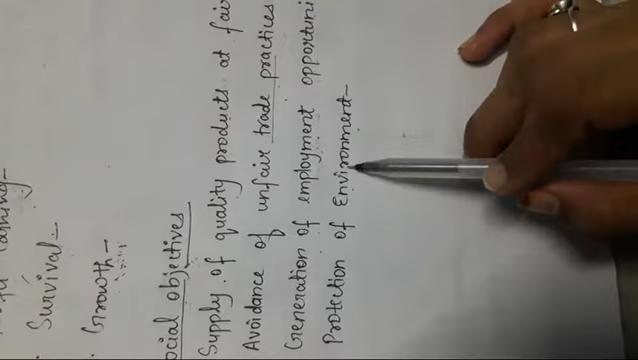 Survival -
Growth -
ocial objectives
Supply of quality products at fair
Avoidance of unfair trade practices
Generation of employment opportuni
Protection of Environment -